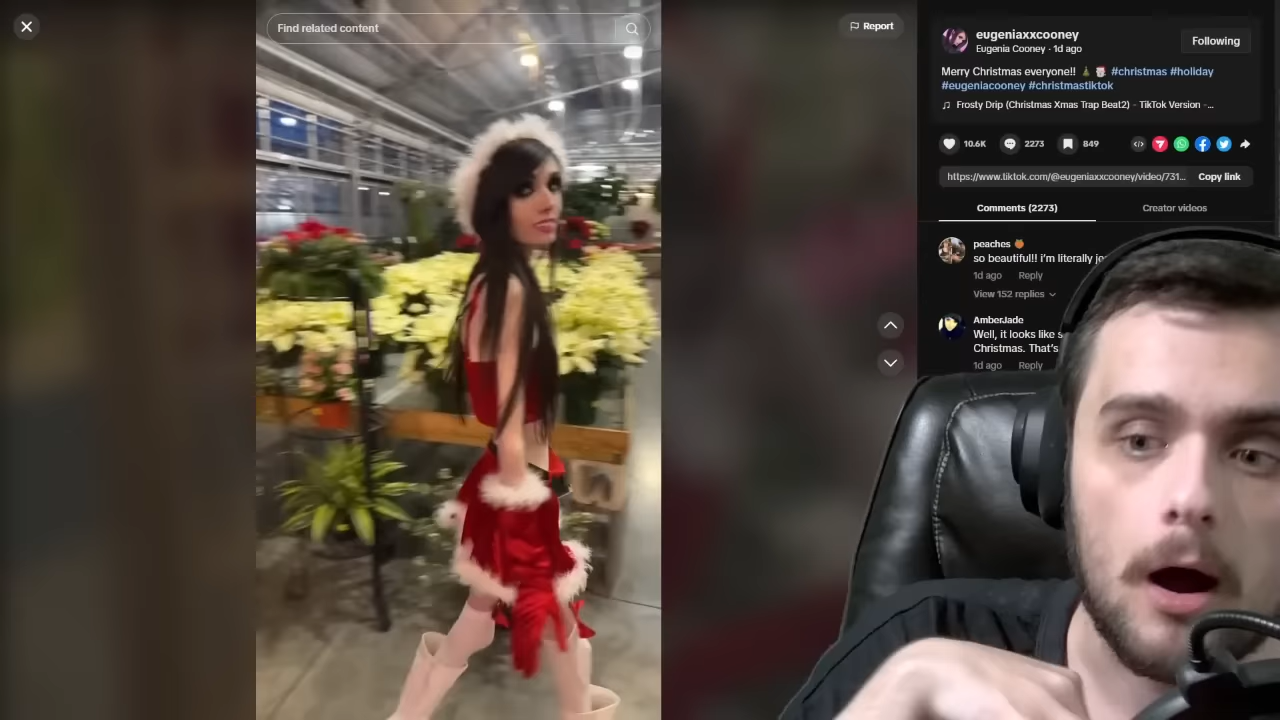 Find related content
Report
eugeniaxxcooney
Eugenia Cooney · 1d ago
Following
Merry Christmas everyone!! 🎄 🎅 #christmas #holiday
#eugeniacooney #christmastiktok
Frosty Drip (Christmas Xmas Trap Beat2) - TikTok Version -...
10.6K
2273
849
https://www.tiktok.com/@eugeniaxxcooney/video/731...
Copy link
Comments (2273)
Creator videos
peaches 🍑
so beautiful!! i'm literally
1d ago
Reply
View 152 replies
AmberJade
Well, it looks like
Christmas. That's
1d ago
Reply